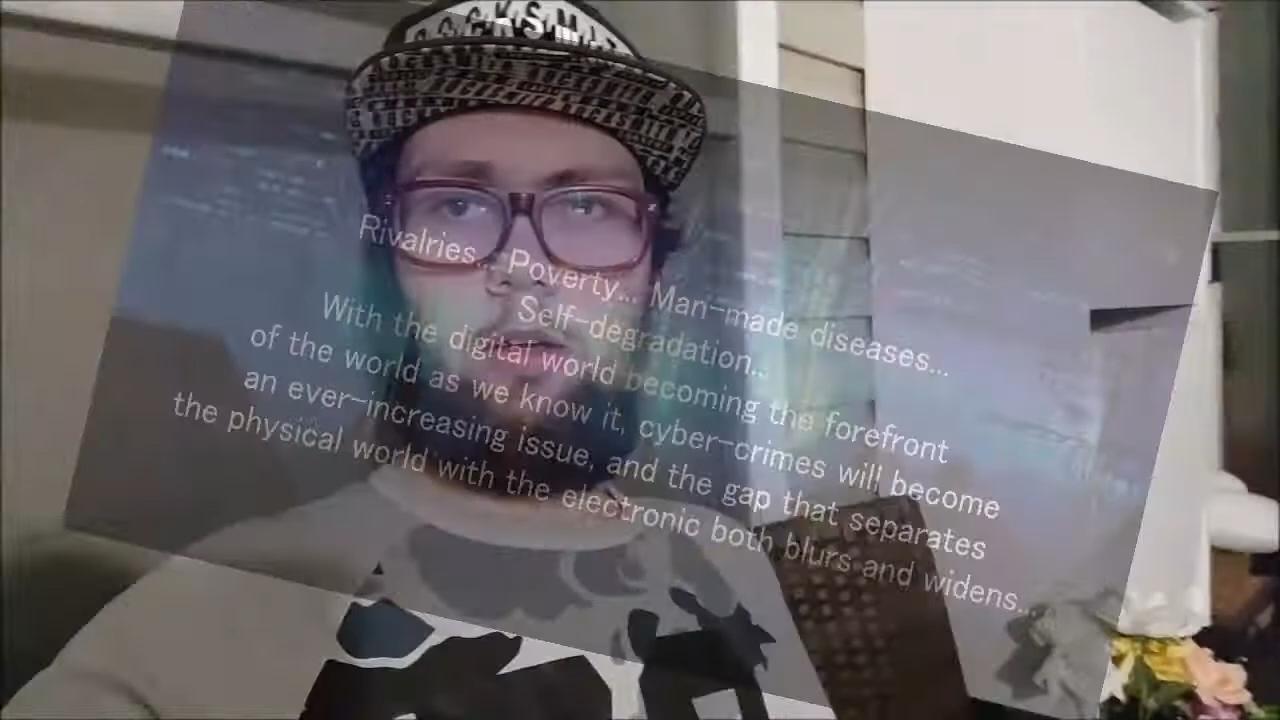 ROCKSMITH
Rivalries... Poverty... Man-made diseases...
Self-degradation...
With the digital world becoming the forefront
of the world as we know it, cyber-crimes will become
an ever-increasing issue, and the gap that separates
the physical world with the electronic both blurs and widens...